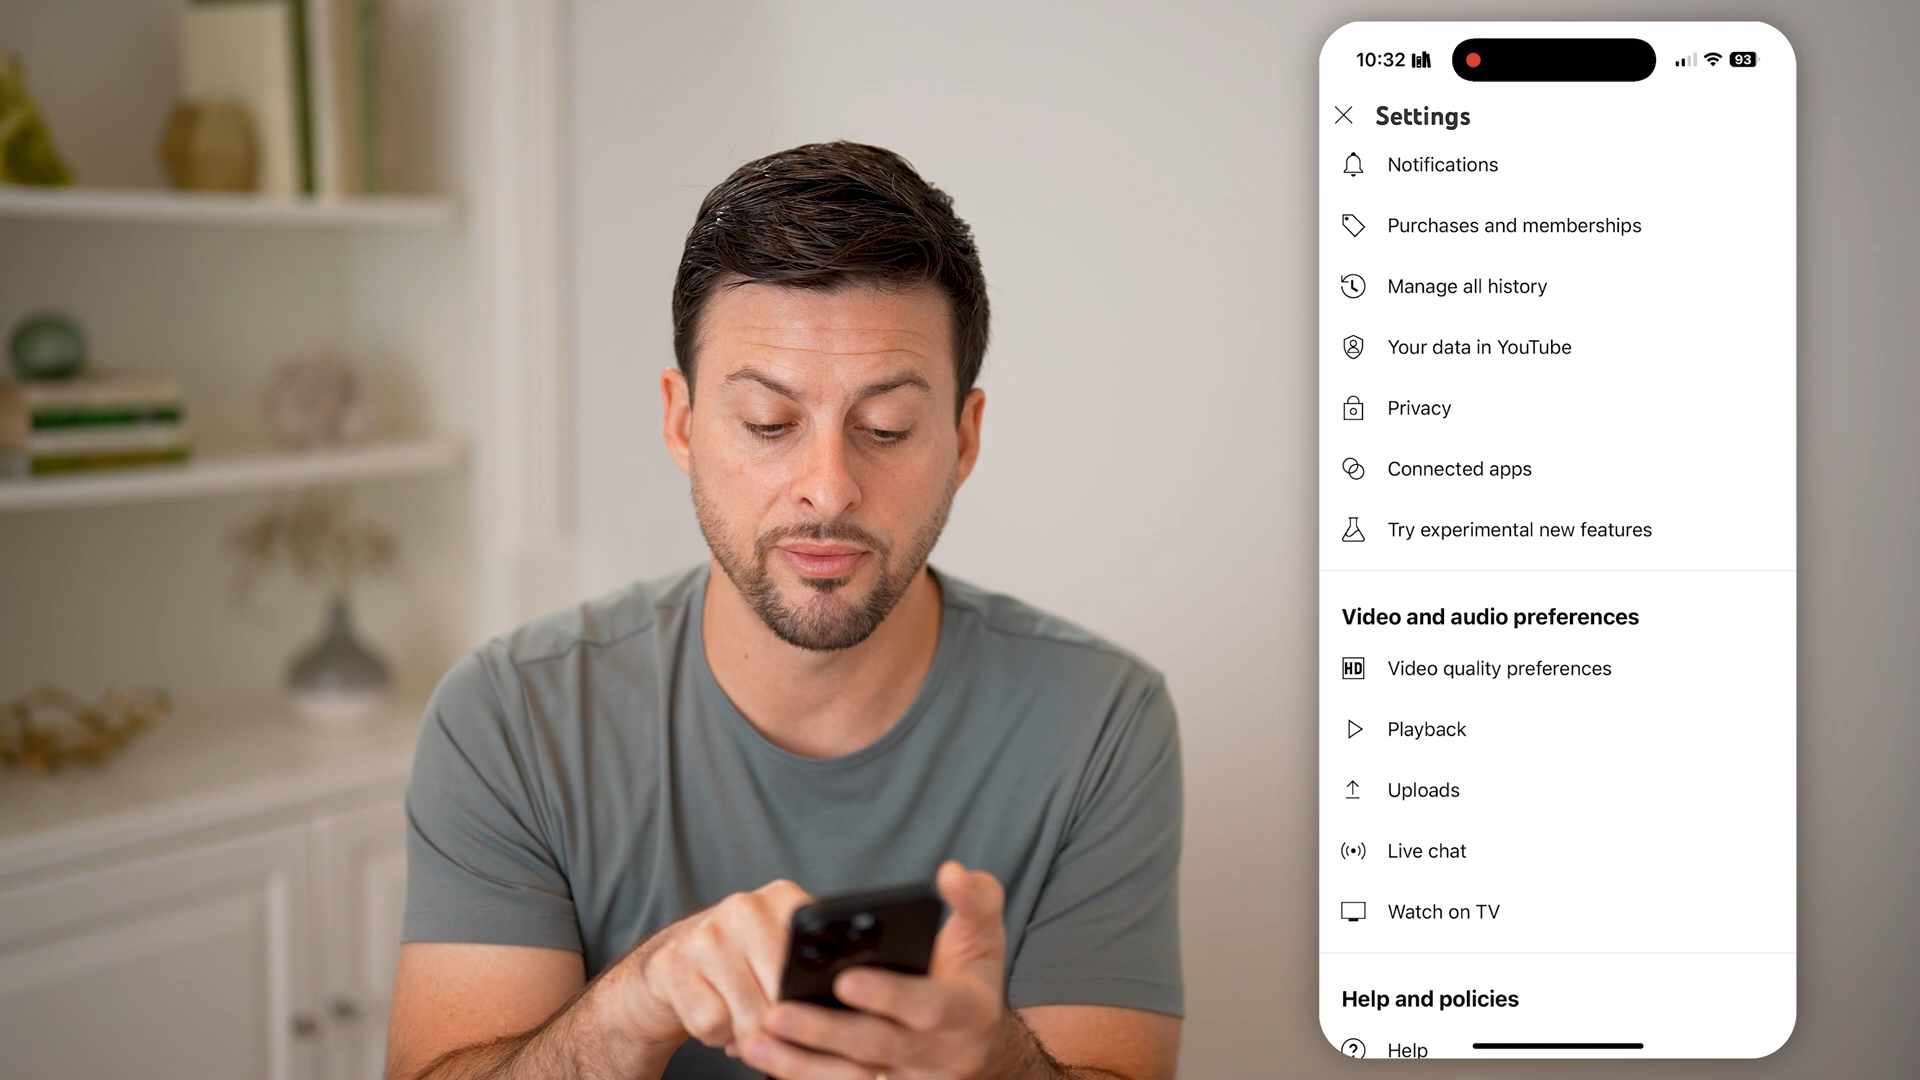 10:32
93
Settings
Notifications
Purchases and memberships
Manage all history
Your data in YouTube
Privacy
Connected apps
Try experimental new features
Video and audio preferences
HD Video quality preferences
Playback
Uploads
Live chat
Watch on TV
Help and policies
Help